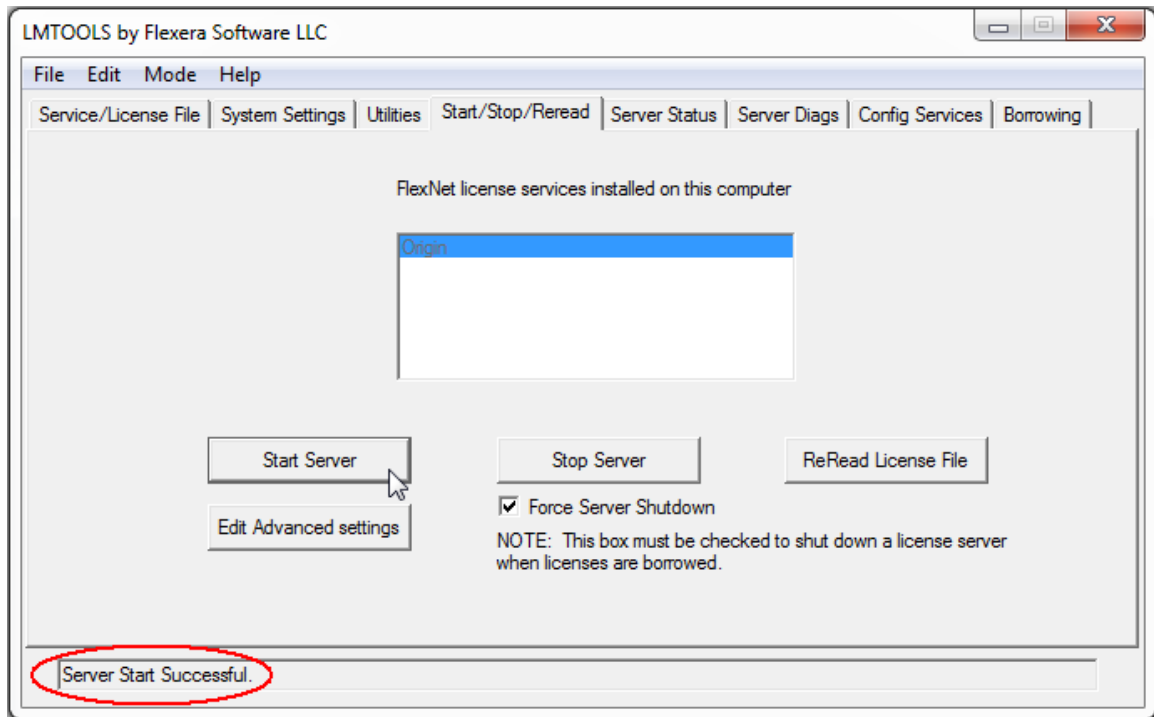 LMTOOLS by Flexera Software LLC
File Edit Mode Help
Service/License File System Settings Utilities Start/Stop/Reread Server Status Server Diags Config Services Borrowing
FlexNet license services installed on this computer
Origin
Start Server Stop Server ReRead License File
Force Server Shutdown
Edit Advanced settings
NOTE: This box must be checked to shut down a license server
when licenses are borrowed.
Server Start Successful.